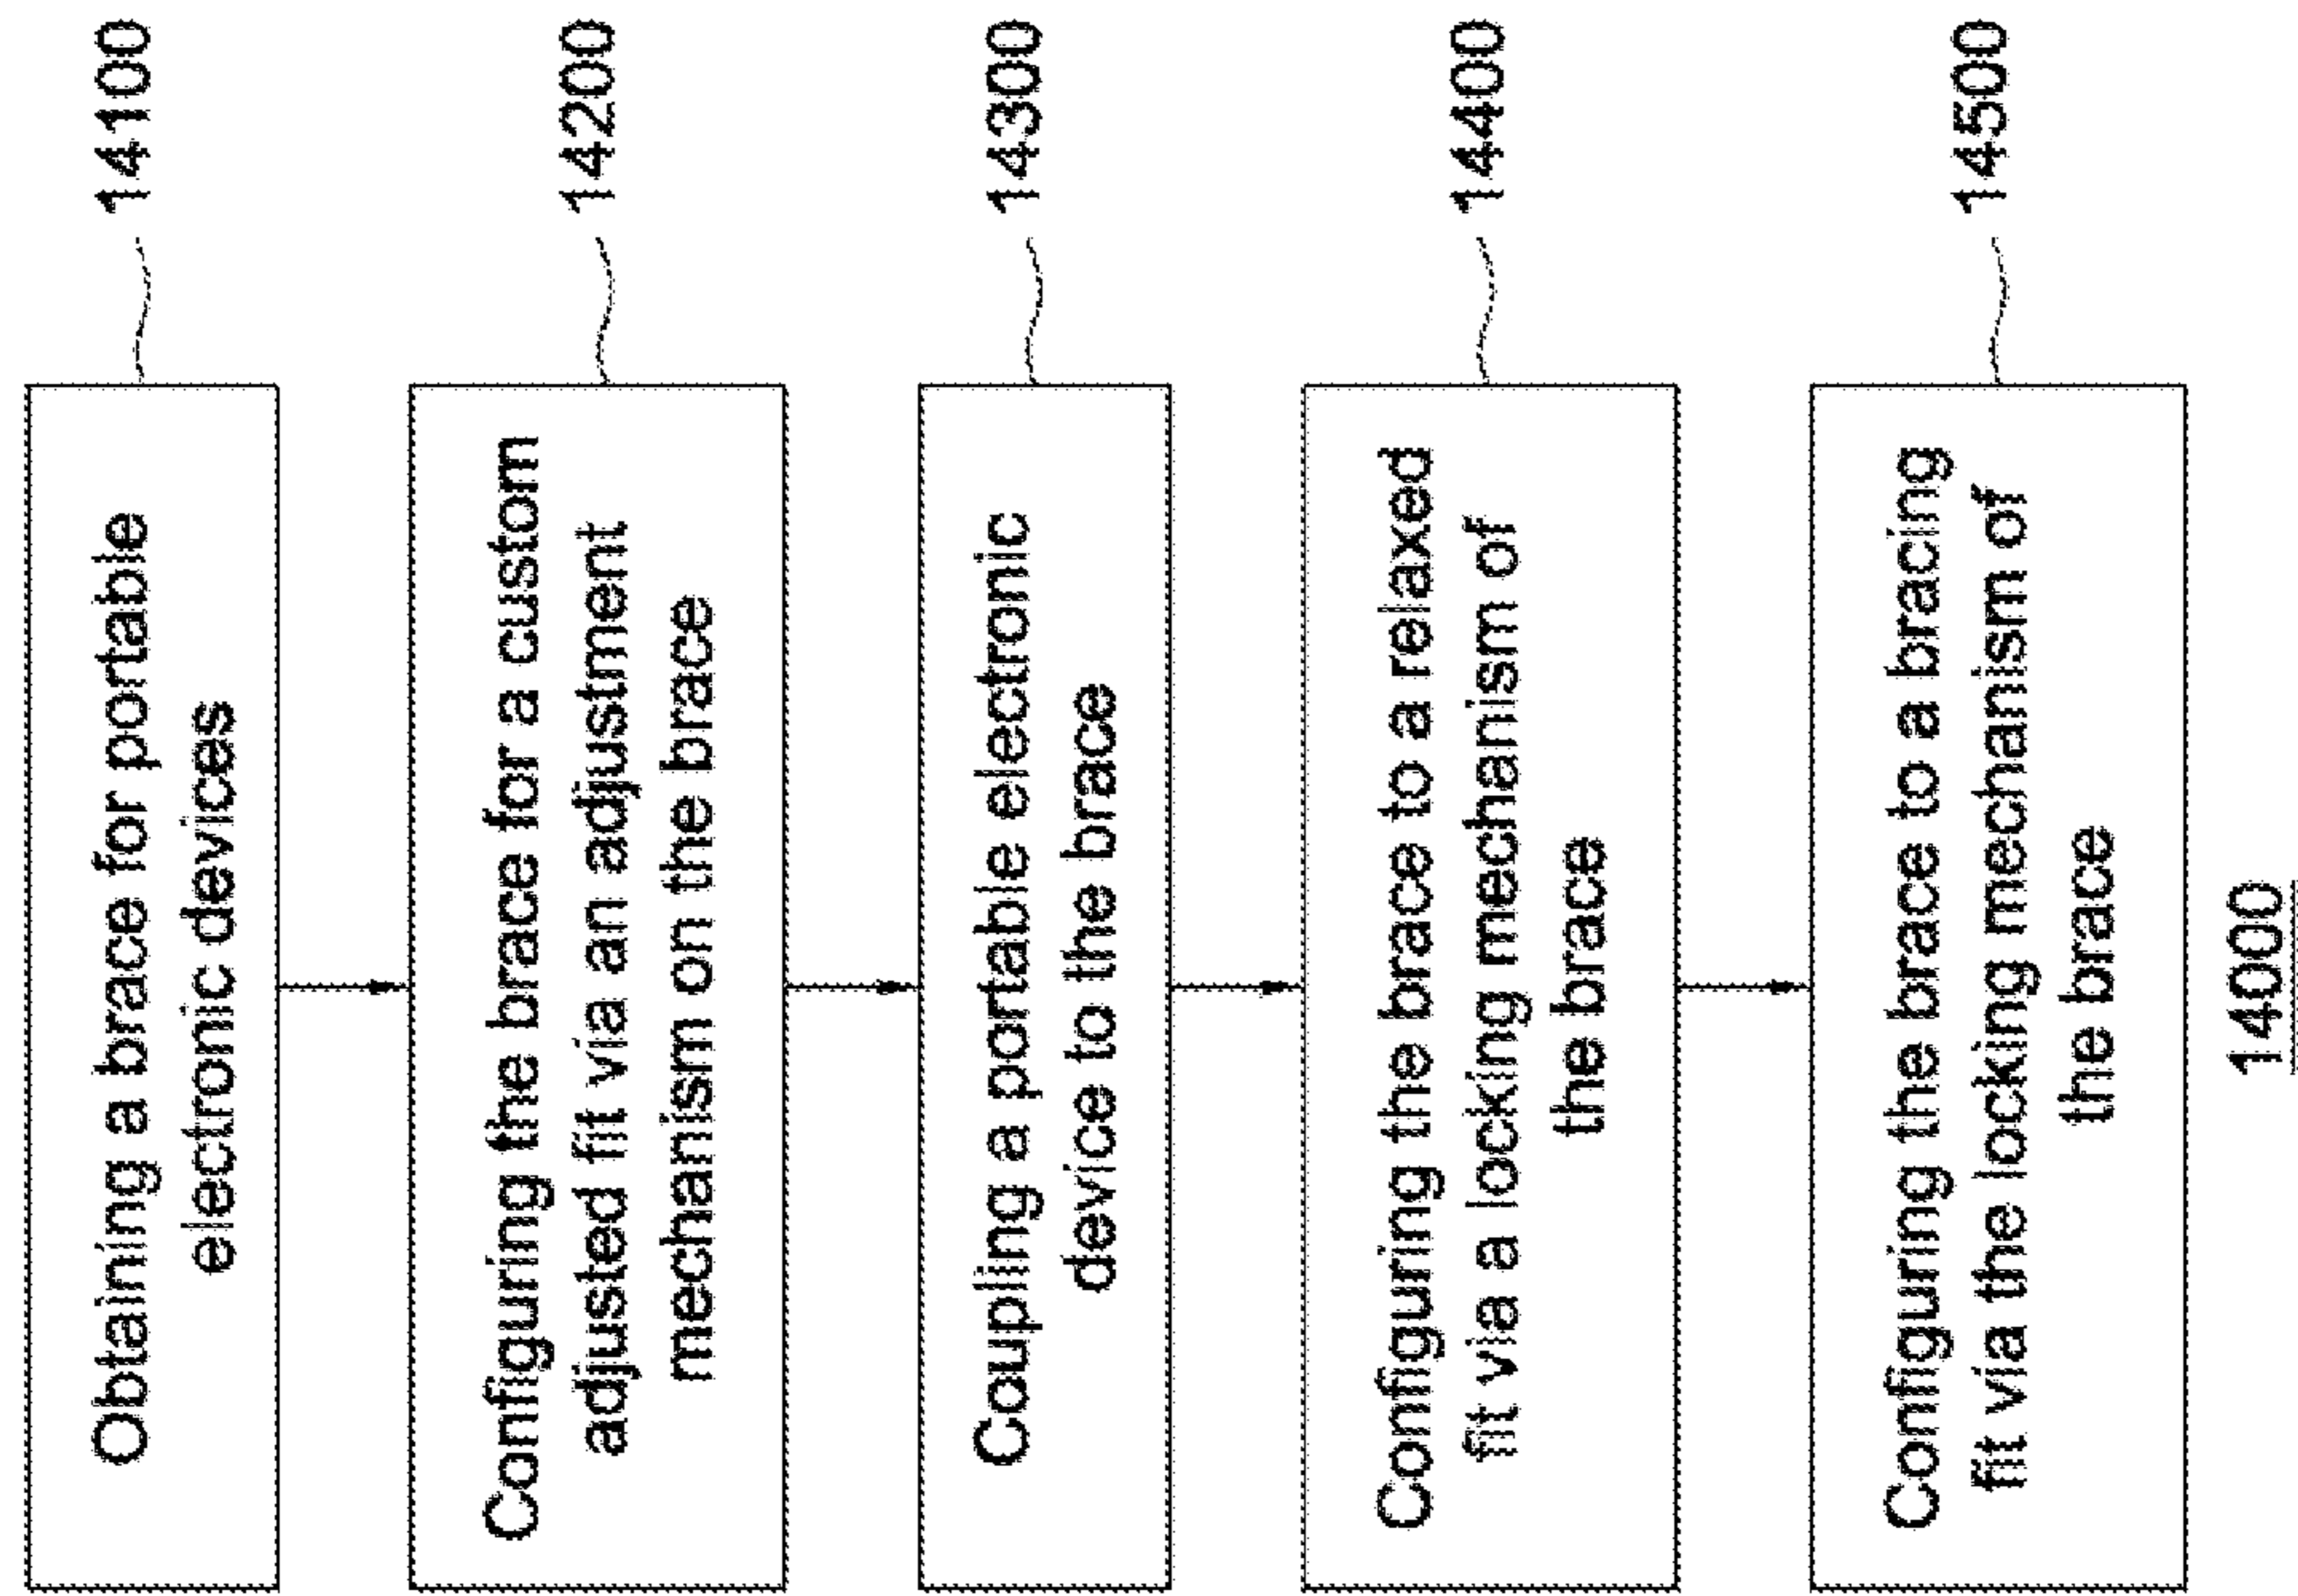 Obtaining a brace for portable
electronic devices
14100
Configuring the brace for a custom
adjusted fit via an adjustment
mechanism on the brace
14200
Coupling a portable electronic
device to the brace
14300
Configuring the brace to a relaxed
fit via a locking mechanism of
the brace
14400
Configuring the brace to a bracing
fit via the locking mechanism of
the brace
14500
14000